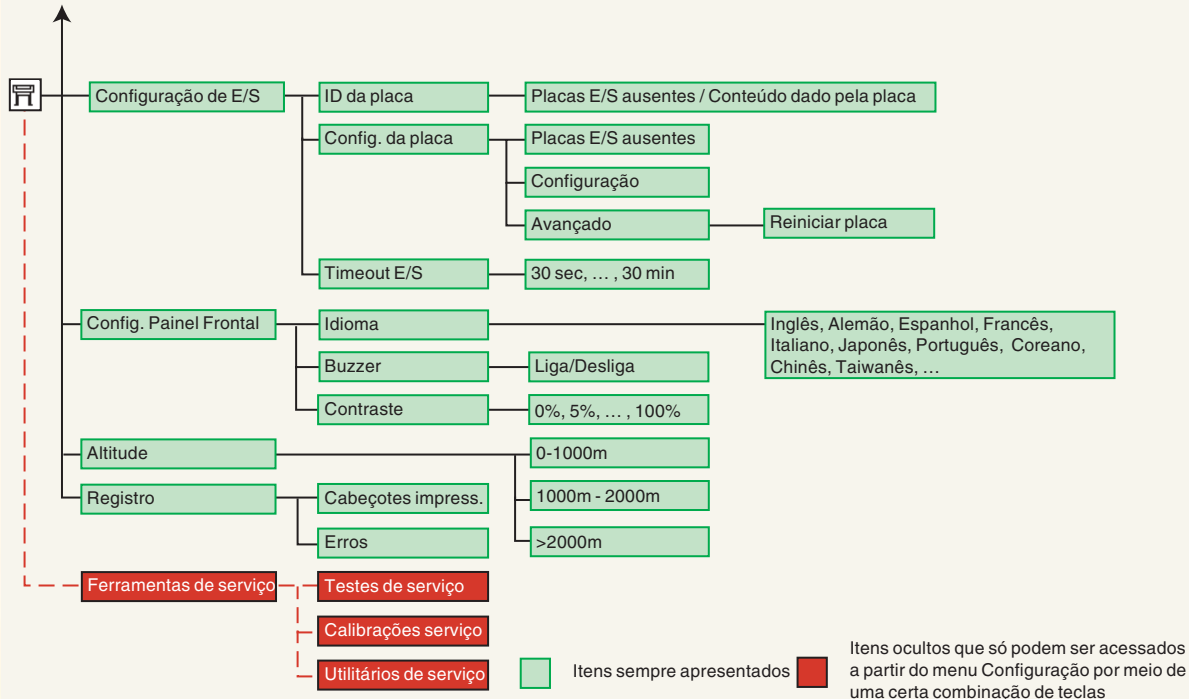 Configuração de E/S
ID da placa
Placas E/S ausentes / Conteúdo dado pela placa
Config. da placa
Placas E/S ausentes
Configuração
Avançado
Reiniciar placa
Timeout E/S
30 sec, … , 30 min
Config. Painel Frontal
Idioma
Inglês, Alemão, Espanhol, Francês,
Italiano, Japonês, Português, Coreano,
Chinês, Taiwanês, …
Buzzer
Liga/Desliga
Contraste
0%, 5%, … , 100%
Altitude
0-1000m
Registro
Cabeçotes impress.
1000m - 2000m
Erros
>2000m
Ferramentas de serviço
Testes de serviço
Calibrações serviço
Utilitários de serviço
Itens sempre apresentados
Itens ocultos que só podem ser acessados
a partir do menu Configuração por meio de
uma certa combinação de teclas